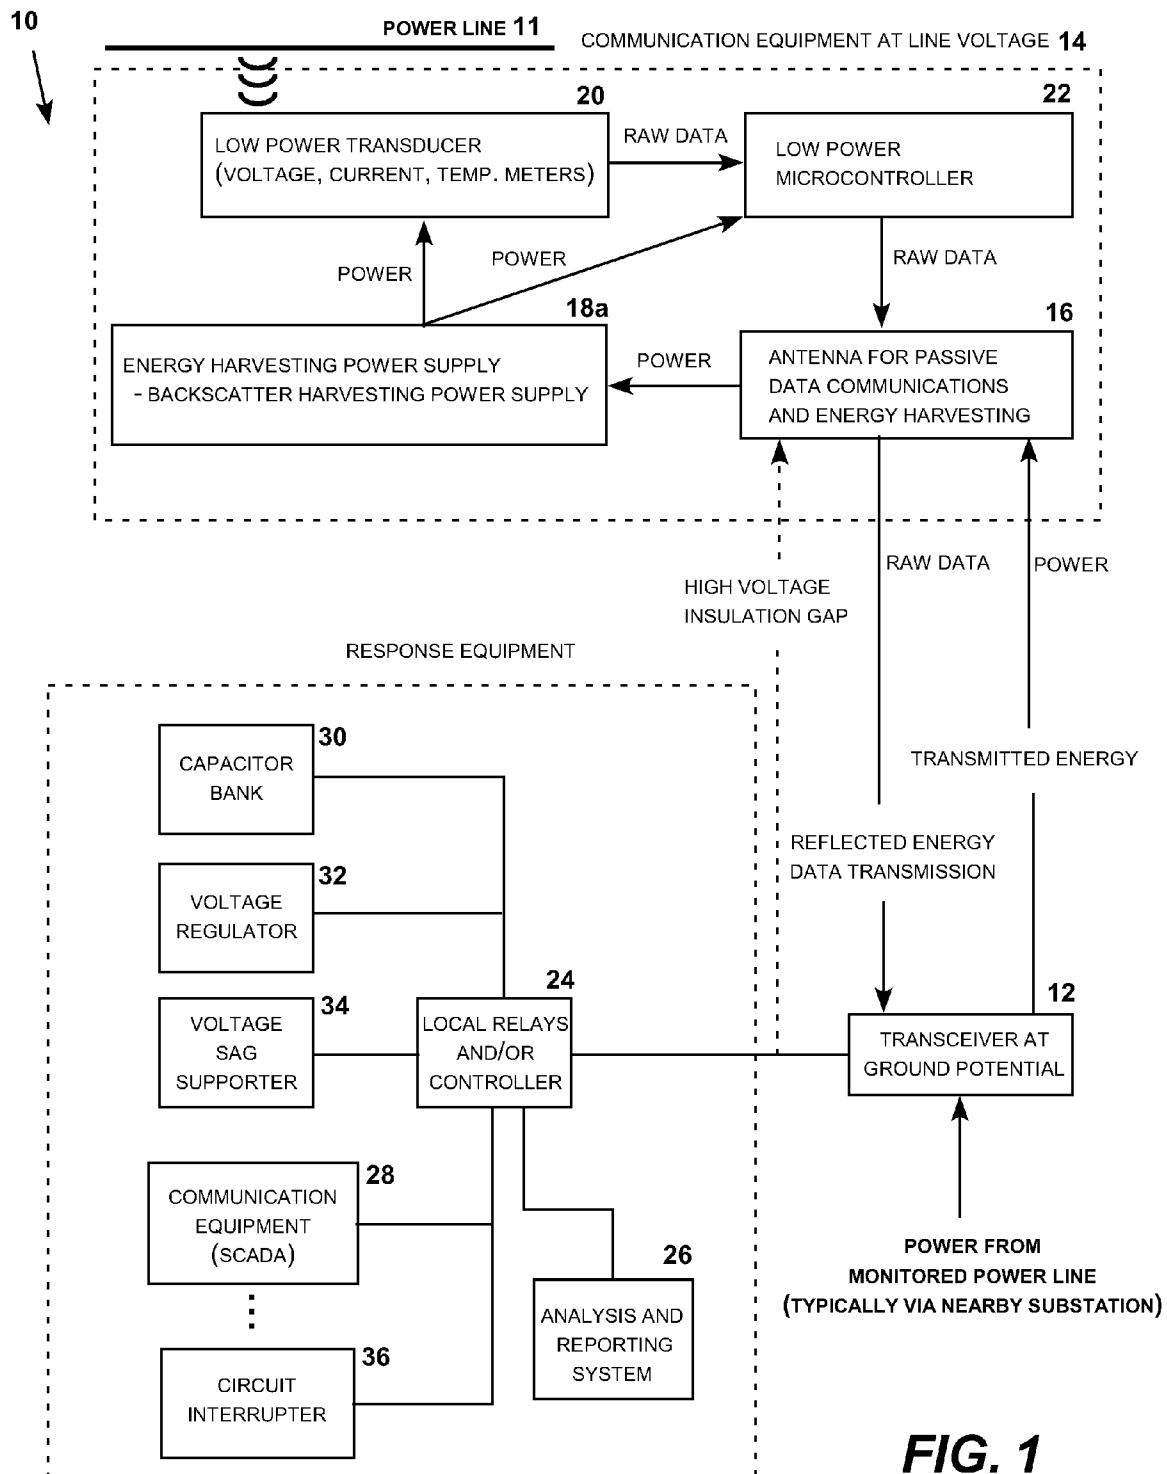 10
POWER LINE 11
COMMUNICATION EQUIPMENT AT LINE VOLTAGE 14
20
LOW POWER TRANSDUCER
(VOLTAGE, CURRENT, TEMP. METERS)
RAW DATA
22
LOW POWER
MICROCONTROLLER
POWER
POWER
RAW DATA
18a
ENERGY HARVESTING POWER SUPPLY
- BACKSCATTER HARVESTING POWER SUPPLY
POWER
16
ANTENNA FOR PASSIVE
DATA COMMUNICATIONS
AND ENERGY HARVESTING
HIGH VOLTAGE
INSULATION GAP
RAW DATA
POWER
RESPONSE EQUIPMENT
30
CAPACITOR
BANK
TRANSMITTED ENERGY
REFLECTED ENERGY
DATA TRANSMISSION
32
VOLTAGE
REGULATOR
34
VOLTAGE
SAG
SUPPORTER
24
LOCAL RELAYS
AND/OR
CONTROLLER
12
TRANSCEIVER AT
GROUND POTENTIAL
28
COMMUNICATION
EQUIPMENT
(SCADA)
26
ANALYSIS AND
REPORTING
SYSTEM
POWER FROM
MONITORED POWER LINE
(TYPICALLY VIA NEARBY SUBSTATION)
36
CIRCUIT
INTERRUPTER
FIG. 1